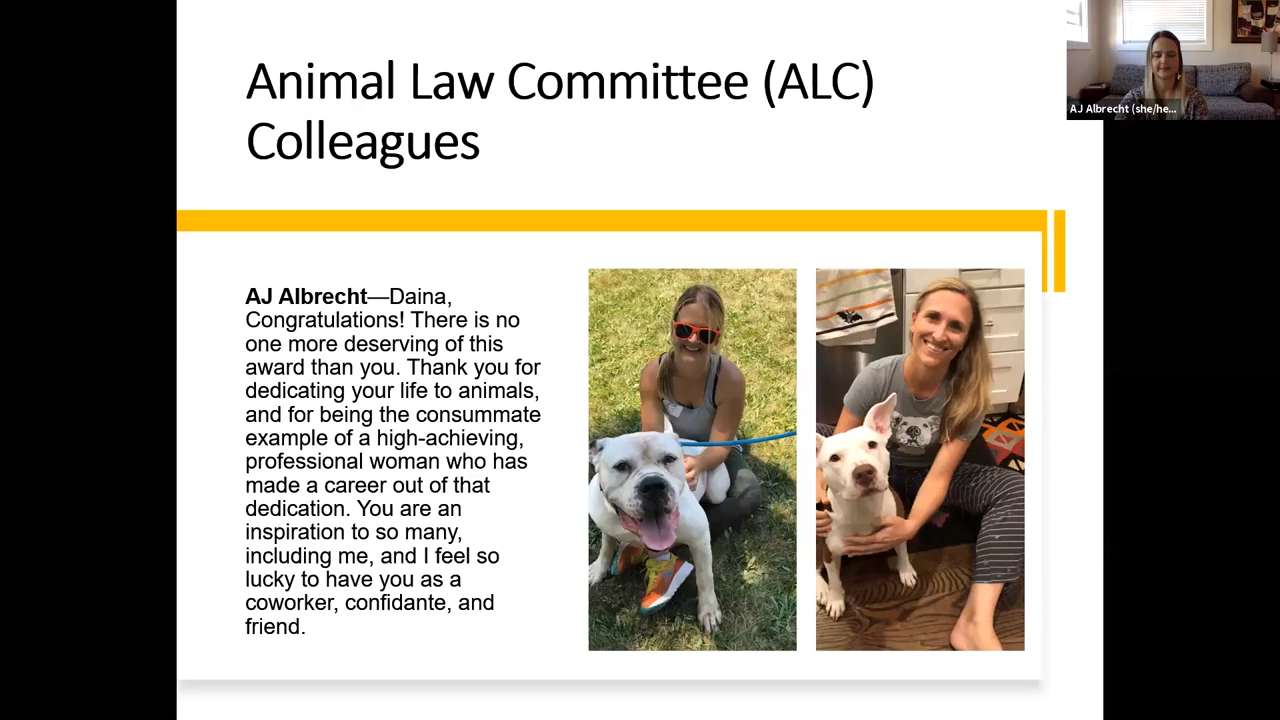 Animal Law Committee (ALC)
Colleagues
AJ Albrecht (she/he...
AJ Albrecht—Daina,
Congratulations! There is no
one more deserving of this
award than you. Thank you for
dedicating your life to animals,
and for being the consummate
example of a high-achieving,
professional woman who has
made a career out of that
dedication. You are an
inspiration to so many,
including me, and I feel so
lucky to have you as a
coworker, confidante, and
friend.